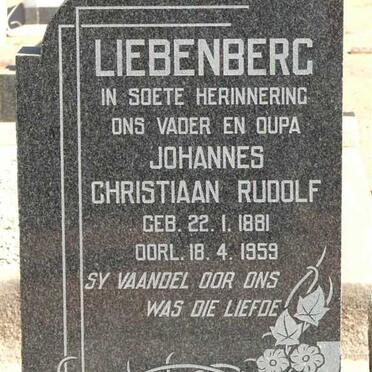 LIEBENBERG
IN SOETE HERINNERING
ONS VADER EN OUPA
JOHANNES
CHRISTIAAN RUDOLF
GEB. 22. 1. 1881
OORL. 18. 4. 1959
SY VAANDEL OOR ONS
WAS DIE LIEFDE